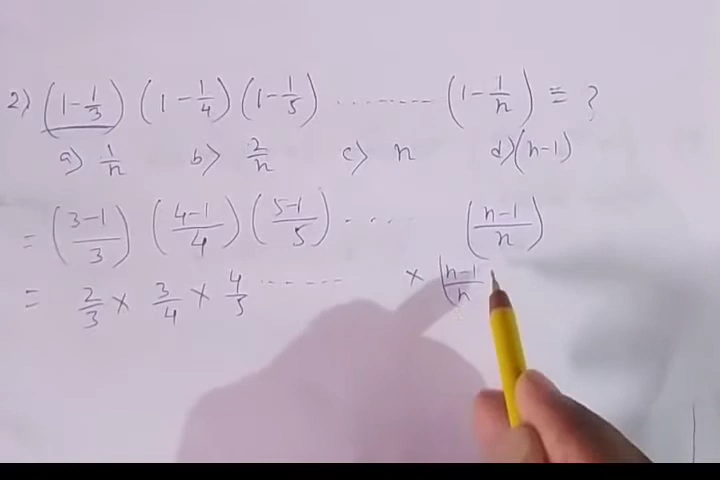 2) (1-1/3) (1-1/4) (1-1/5) ......... (1-1/n) = ?
a) 1/n b) 2/n c) n d) (n-1)
= (3-1/3) (4-1/4) (5-1/5) ..... (n-1/n)
= 2/3 × 3/4 × 4/5 ......... × (n-1/n